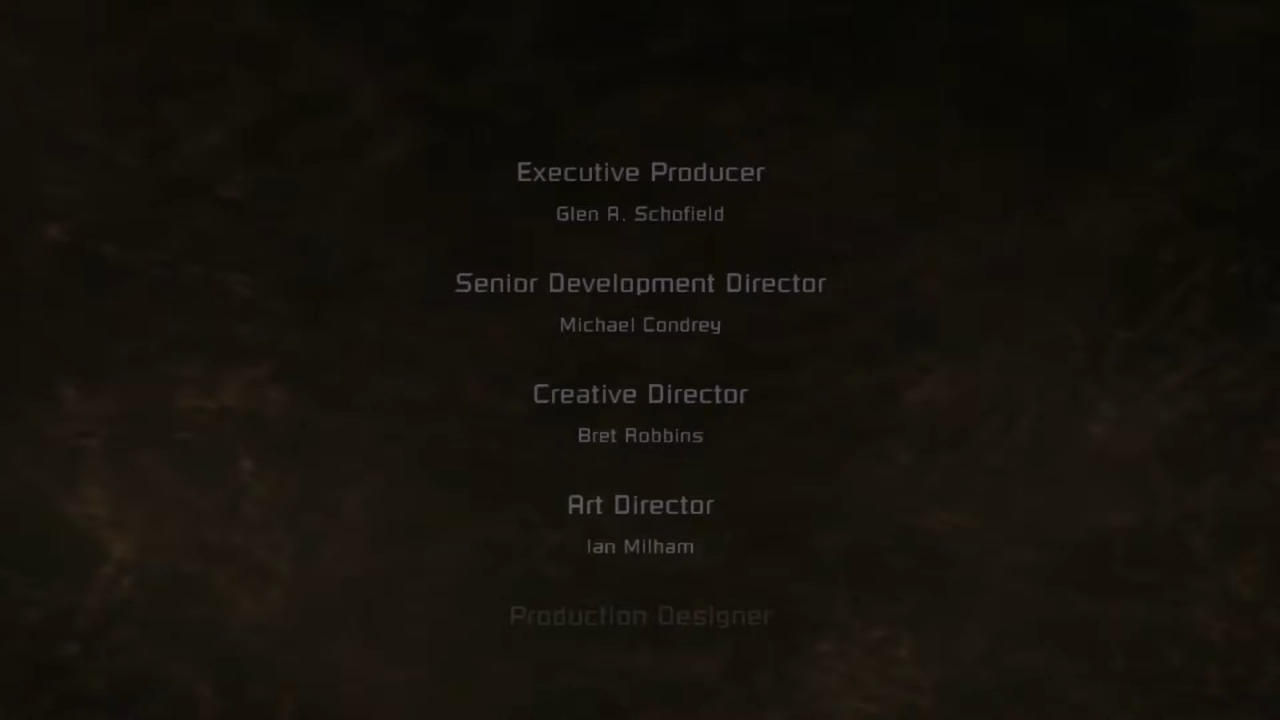 Executive Producer
Glen A. Schofield
Senior Development Director
Michael Condrey
Creative Director
Bret Robbins
Art Director
Ian Milham
Production Designer